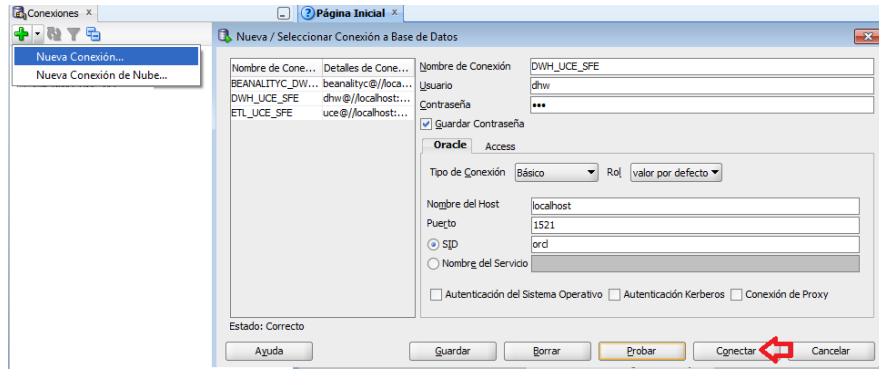 Conexiones x
Página Inicial x
Nueva Conexión...
Nueva Conexión de Nube...
Nueva / Seleccionar Conexión a Base de Datos
Nombre de Cone... Detalles de Cone...
BEANALITYC_DW... beanalityc@//loca...
DWH_UCE_SFE dhw@//localhost:...
ETL_UCE_SFE uce@//localhost:...
Nombre de Conexión DWH_UCE_SFE
Usuario dhw
Contraseña •••
Guardar Contraseña
Oracle Access
Tipo de Conexión Básico Rol valor por defecto
Nombre del Host localhost
Puerto 1521
SID orcl
Nombre del Servicio
Autenticación del Sistema Operativo Autenticación Kerberos Conexión de Proxy
Estado: Correcto
Ayuda Guardar Borrar Probar Conectar Cancelar